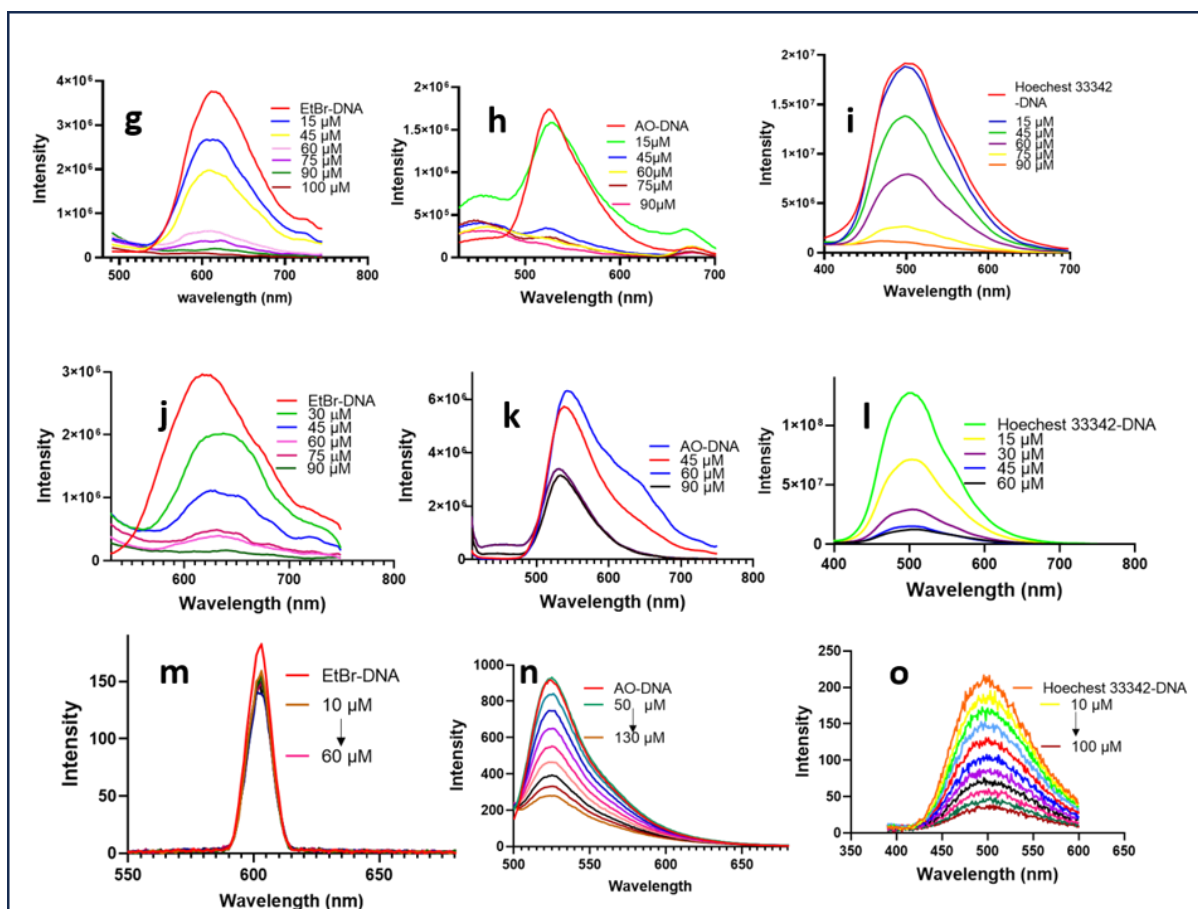 g
Intensity
4×10⁶
3×10⁶
2×10⁶
1×10⁶
0
500
600
700
800
wavelength (nm)
EtBr-DNA
15 μM
45 μM
60 μM
75 μM
90 μM
100 μM
h
Intensity
2×10⁶
2×10⁶
1×10⁶
5×10⁵
0
500
600
700
Wavelength (nm)
AO-DNA
15μM
45μM
60μM
75μM
90μM
i
Intensity
2×10⁷
2×10⁷
1×10⁷
5×10⁶
0
400
500
600
700
Wavelength (nm)
Hoechest 33342
-DNA
15 μM
45 μM
60 μM
75 μM
90 μM
j
Intensity
3×10⁶
2×10⁶
1×10⁶
0
600
700
800
Wavelength (nm)
EtBr-DNA
30 μM
45 μM
60 μM
75 μM
90 μM
k
Intensity
6×10⁶
4×10⁶
2×10⁶
0
500
600
700
800
Wavelength (nm)
AO-DNA
45 μM
60 μM
90 μM
l
Intensity
1×10⁸
5×10⁷
0
400
500
600
700
800
Wavelength (nm)
Hoechest 33342-DNA
15 μM
30 μM
45 μM
60 μM
m
Intensity
150
100
50
0
550
600
650
Wavelength (nm)
EtBr-DNA
10 μM
60 μM
n
Intensity
1000
800
600
400
200
0
500
550
600
650
Wavelength
AO-DNA
50 μM
130 μM
o
Intensity
250
200
150
100
50
0
350
400
450
500
550
600
650
Wavelength (nm)
Hoechest 33342-DNA
10 μM
100 μM